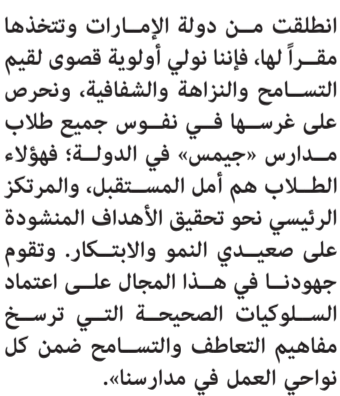 انطلقت من دولة الإمارات وتتخذها
مقراً لها، فإننا نولي أولوية قصوى لقيم
التسامح والنزاهة والشفافية، ونحرص
على غرسها في نفوس جميع طلاب
مدارس «جيمس» في الدولة؛ فهؤلاء
الطلاب هم أمل المستقبل، والمرتكز
الرئيسي نحو تحقيق الأهداف المنشودة
على صعيدي النمو والابتكار. وتقوم
جهودنا في هذا المجال على اعتماد
السلوكيات الصحيحة التي ترسخ
مفاهيم التعاطف والتسامح ضمن كل
نواحي العمل في مدارسنا».